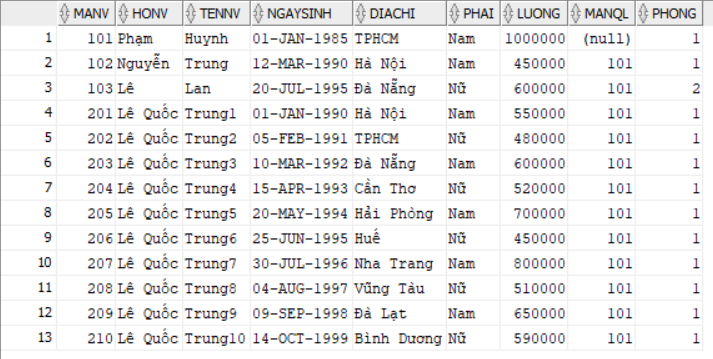 MANV HONV TENNV NGAYSINH DIACHI PHAI LUONG MANQL PHONG
1 101 Phạm Huynh 01-JAN-1985 TPHCM Nam 1000000 (null) 1
2 102 Nguyễn Trung 12-MAR-1990 Hà Nội Nam 450000 101 1
3 103 Lê Lan 20-JUL-1995 Đà Nẵng Nữ 600000 101 2
4 201 Lê Quốc Trung1 01-JAN-1990 Hà Nội Nam 550000 101 1
5 202 Lê Quốc Trung2 05-FEB-1991 TPHCM Nữ 480000 101 1
6 203 Lê Quốc Trung3 10-MAR-1992 Đà Nẵng Nam 600000 101 1
7 204 Lê Quốc Trung4 15-APR-1993 Cần Thơ Nữ 520000 101 1
8 205 Lê Quốc Trung5 20-MAY-1994 Hải Phòng Nam 700000 101 1
9 206 Lê Quốc Trung6 25-JUN-1995 Huế Nữ 450000 101 1
10 207 Lê Quốc Trung7 30-JUL-1996 Nha Trang Nam 800000 101 1
11 208 Lê Quốc Trung8 04-AUG-1997 Vũng Tàu Nữ 510000 101 1
12 209 Lê Quốc Trung9 09-SEP-1998 Đà Lạt Nam 650000 101 1
13 210 Lê Quốc Trung10 14-OCT-1999 Bình Dương Nữ 590000 101 1